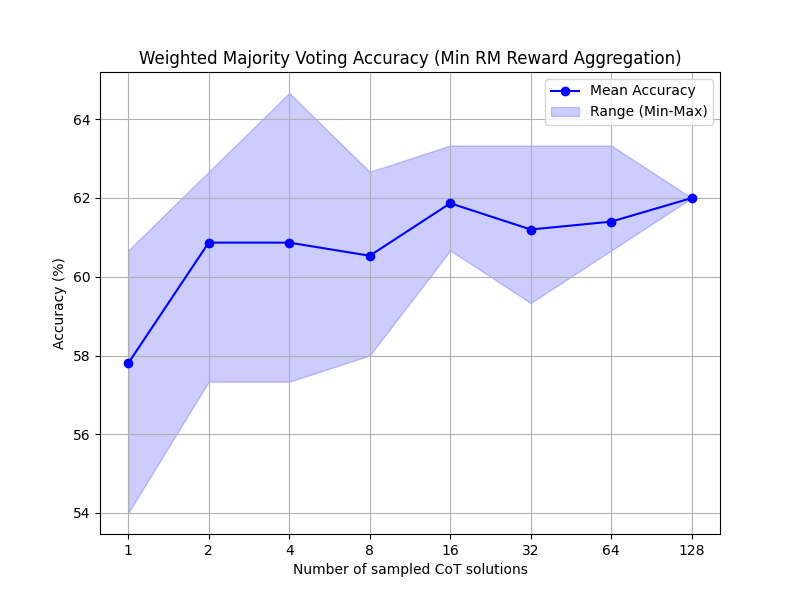 Weighted Majority Voting Accuracy (Min RM Reward Aggregation)
Mean Accuracy
Range (Min-Max)
Accuracy (%)
64
62
60
58
56
54
1 2 4 8 16 32 64 128
Number of sampled CoT solutions